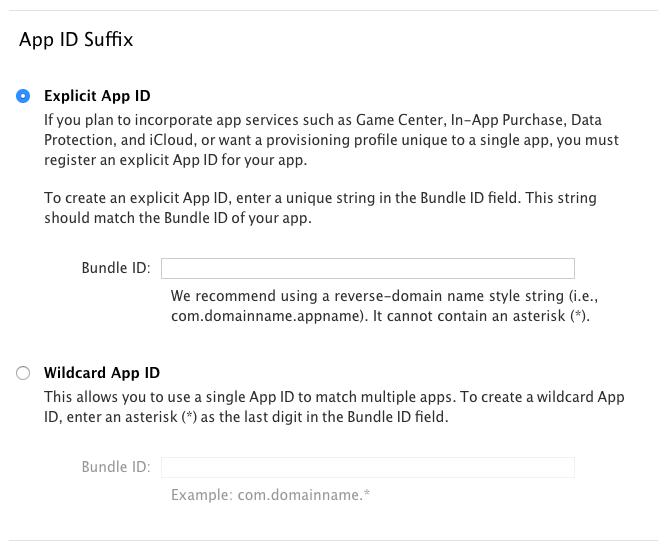 App ID Suffix
Explicit App ID
If you plan to incorporate app services such as Game Center, In-App Purchase, Data
Protection, and iCloud, or want a provisioning profile unique to a single app, you must
register an explicit App ID for your app.
To create an explicit App ID, enter a unique string in the Bundle ID field. This string
should match the Bundle ID of your app.
Bundle ID:
We recommend using a reverse-domain name style string (i.e.,
com.domainname.appname). It cannot contain an asterisk (*).
Wildcard App ID
This allows you to use a single App ID to match multiple apps. To create a wildcard App
ID, enter an asterisk (*) as the last digit in the Bundle ID field.
Bundle ID:
Example: com.domainname.*